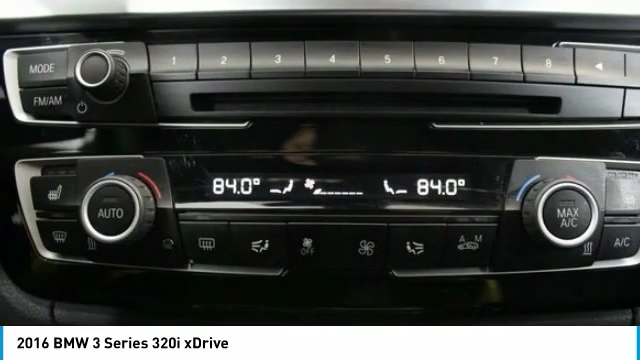 MODE
1 2 3 4 5 6 7 8
FM/AM
84.0° 84.0°
AUTO
MAX
A/C
OFF
A M
A/C
2016 BMW 3 Series 320i xDrive